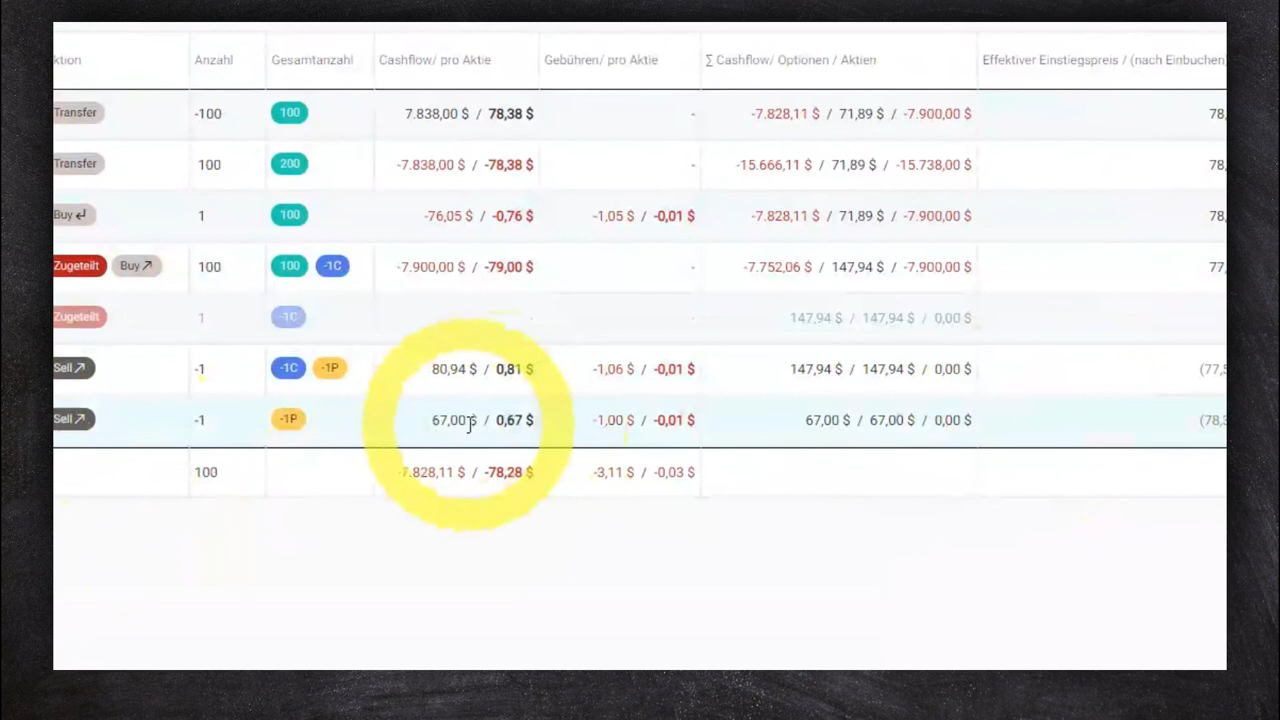 ktion Anzahl Gesamtanzahl Cashflow/ pro Aktie Gebühren/ pro Aktie ∑ Cashflow/ Optionen / Aktien Effektiver Einstiegspreis / (nach Einbuchen)
Transfer -100 100 7.838,00 $ / 78,38 $ - -7.828,11 $ / 71,89 $ / -7.900,00 $ 78,
Transfer 100 200 -7.838,00 $ / -78,38 $ - -15.666,11 $ / 71,89 $ / -15.738,00 $ 78,
Buy ↵ 1 100 -76,05 $ / -0,76 $ -1,05 $ / -0,01 $ -7.828,11 $ / 71,89 $ / -7.900,00 $ 78,
Zugeteilt Buy ↗ 100 100 -1C -7.900,00 $ / -79,00 $ - -7.752,06 $ / 147,94 $ / -7.900,00 $ 77,
Zugeteilt 1 -1C - - 147,94 $ / 147,94 $ / 0,00 $
Sell ↗ -1 -1C -1P 80,94 $ / 0,81 $ -1,06 $ / -0,01 $ 147,94 $ / 147,94 $ / 0,00 $ (77,
Sell ↗ -1 -1P 67,00 $ / 0,67 $ -1,00 $ / -0,01 $ 67,00 $ / 67,00 $ / 0,00 $ (78,
100 -7.828,11 $ / -78,28 $ -3,11 $ / -0,03 $